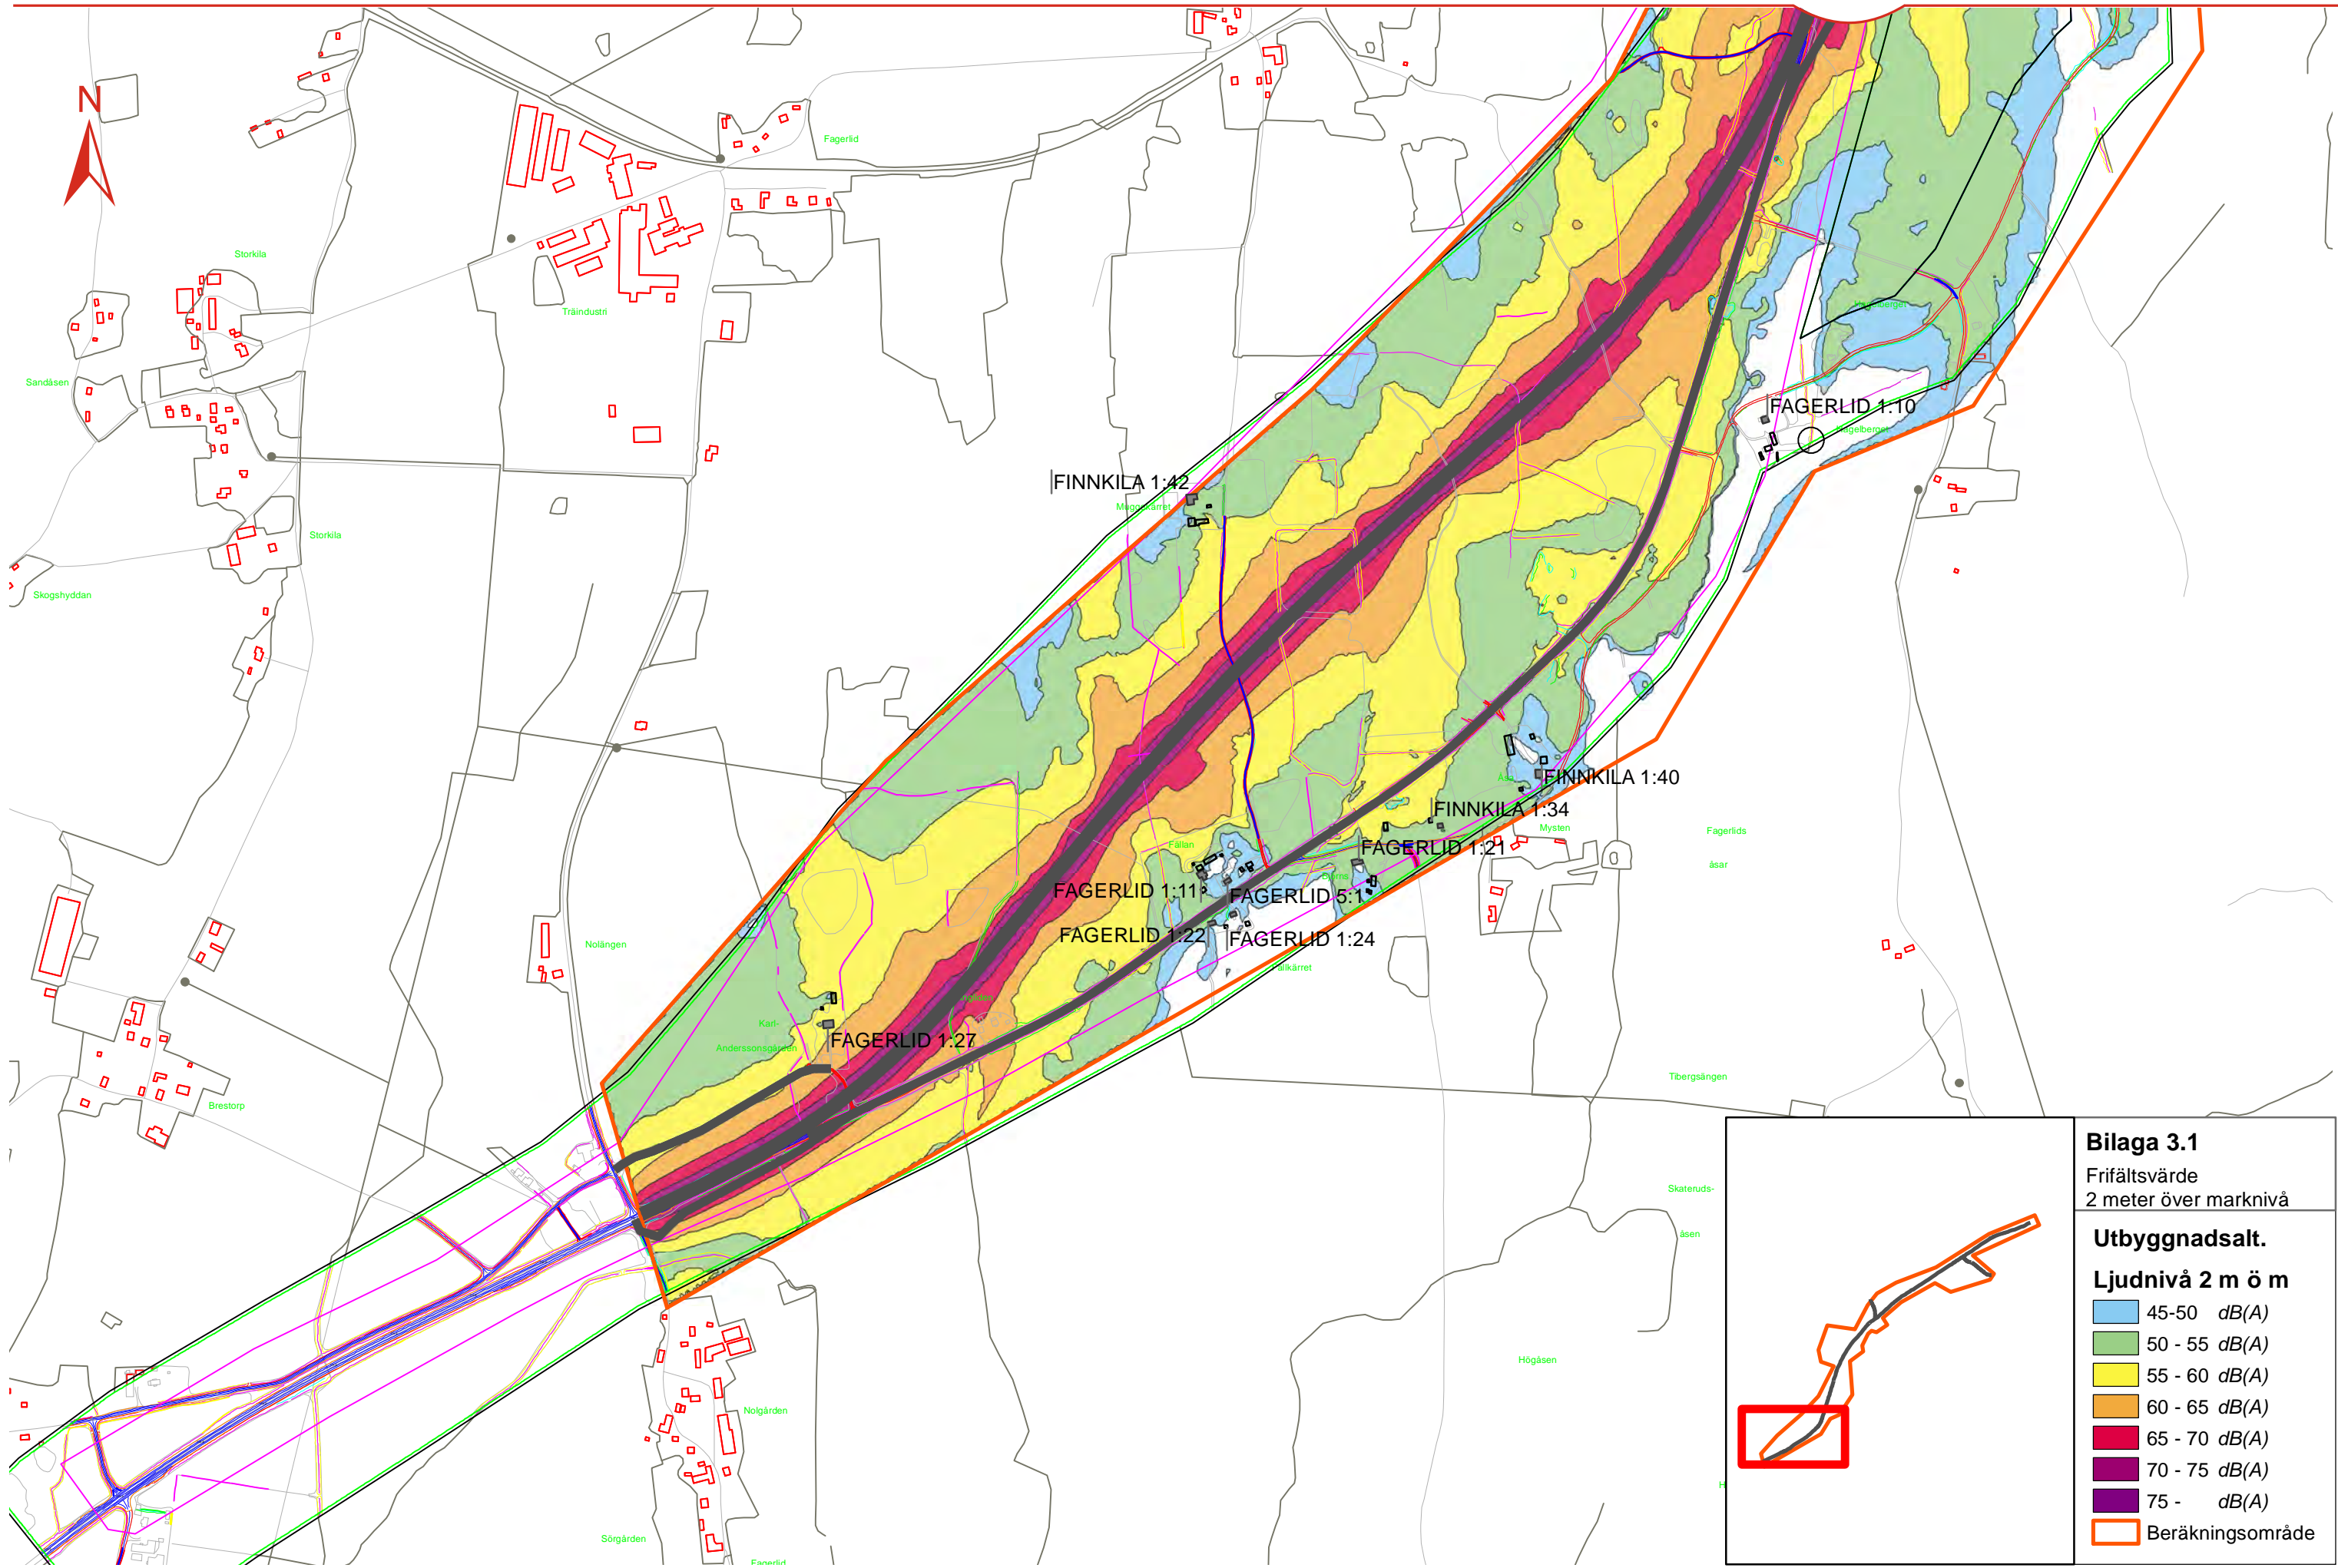 N
Fagerlid
Storkila
Träindustri
Sandåsen
FAGERLID 1:10
FINNKILA 1:42
Storkila
Skogshyddan
FINNKILA 1:40
FINNKILA 1:34
Mysten
Fagerlids
åsar
FAGERLID 1:21
Fällan
FAGERLID 1:11
FAGERLID 5:1
FAGERLID 1:22
FAGERLID 1:24
Nolängen
Karl-
Anderssonsgården
FAGERLID 1:27
Tibergsängen
Brestorp
Skateruds-
åsen
Högåsen
Nolgården
Sörgården
Fagerlid
Bilaga 3.1
Frifältsvärde
2 meter över marknivå
Utbyggnadsalt.
Ljudnivå 2 m ö m
45-50 dB(A)
50 - 55 dB(A)
55 - 60 dB(A)
60 - 65 dB(A)
65 - 70 dB(A)
70 - 75 dB(A)
75 - dB(A)
Beräkningsområde